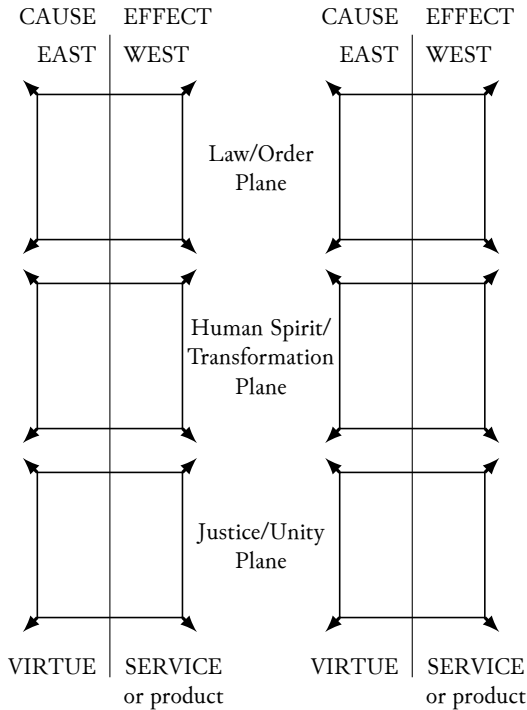 CAUSE EFFECT CAUSE EFFECT
EAST WEST EAST WEST
Law/Order
Plane
Human Spirit/
Transformation
Plane
Justice/Unity
Plane
VIRTUE SERVICE VIRTUE SERVICE
or product or product